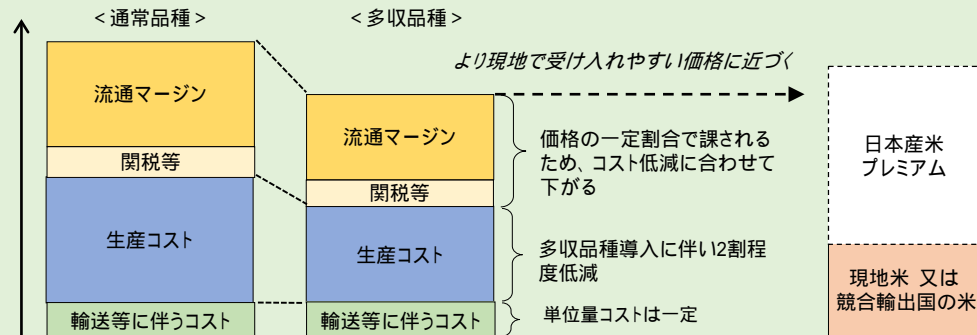 ＜通常品種＞
＜多収品種＞
より現地で受け入れやすい価格に近づく
流通マージン
関税等
生産コスト
輸送等に伴うコスト
流通マージン
関税等
生産コスト
輸送等に伴うコスト
価格の一定割合で課される
ため、コスト低減に合わせて
下がる
多収品種導入に伴い2割程
度低減
単位量コストは一定
日本産米
プレミアム
現地米 又は
競合輸出国の米